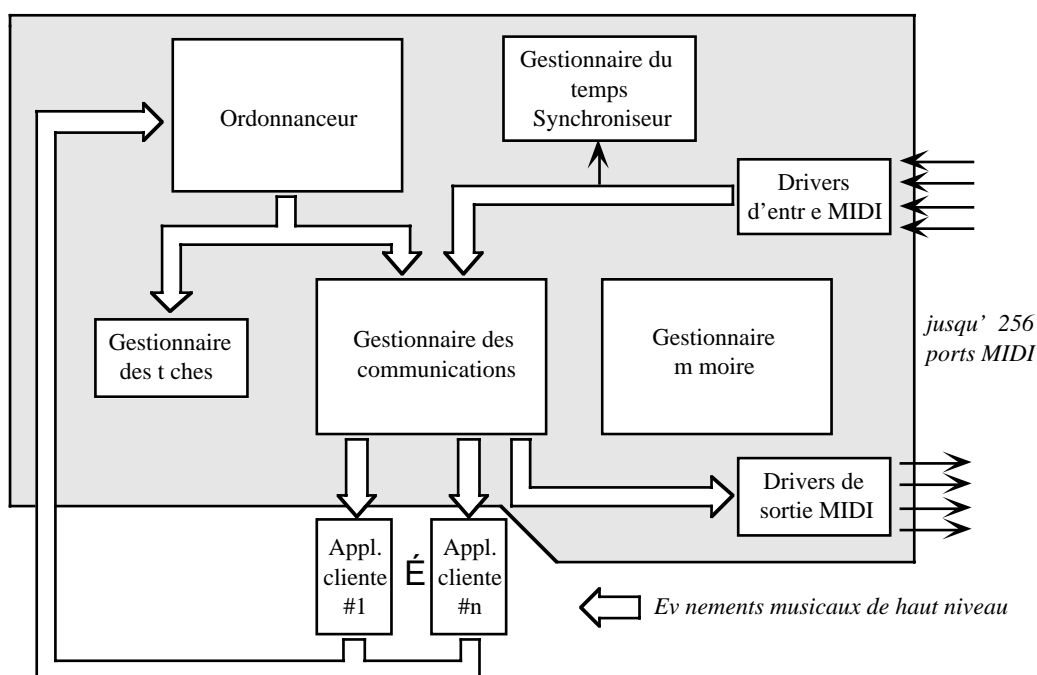 Gestionnaire du
temps
Synchroniseur
Ordonnanceur
Drivers
d'entr e MIDI
Gestionnaire
des t ches
Gestionnaire des
communications
Gestionnaire
m moire
jusqu' 256
ports MIDI
Drivers de
sortie MIDI
Appl.
cliente
#1
É
Appl.
cliente
#n
Ev nements musicaux de haut niveau